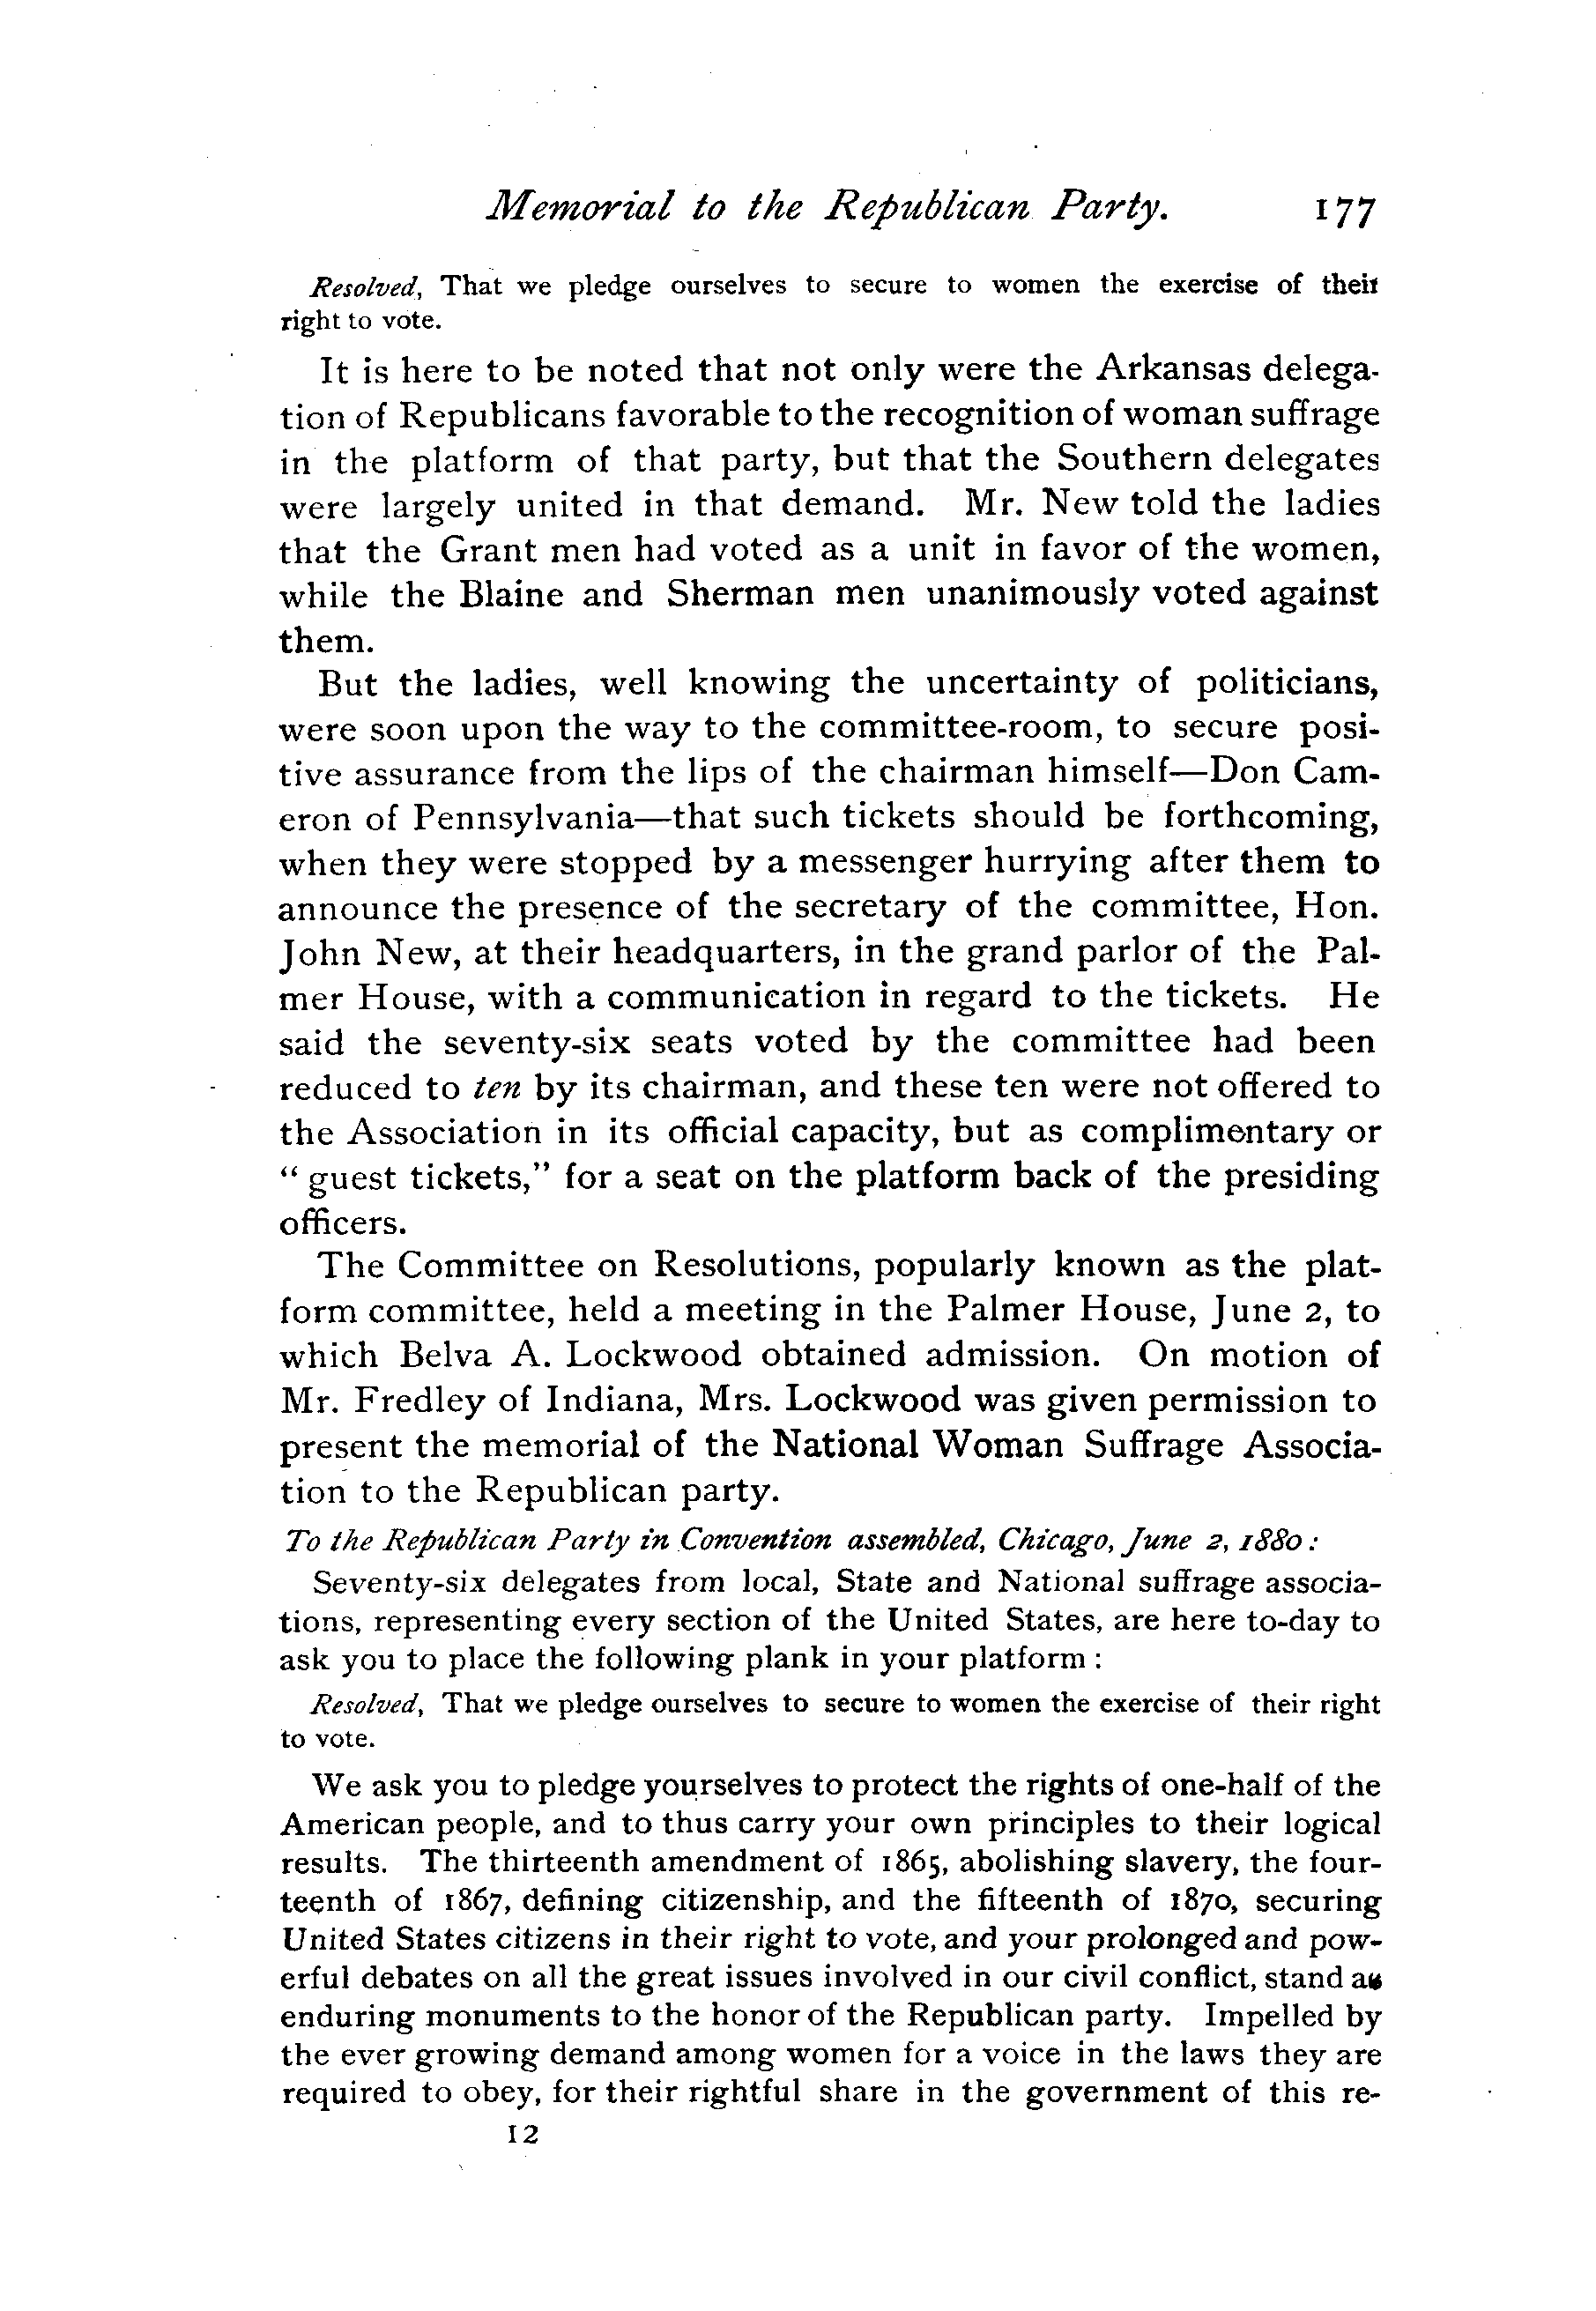 Memorial to the Republican Party. 177
Resolved, That we pledge ourselves to secure to women the exercise of their
right to vote.
It is here to be noted that not only were the Arkansas delega-
tion of Republicans favorable to the recognition of woman suffrage
in the platform of that party, but that the Southern delegates
were largely united in that demand. Mr. New told the ladies
that the Grant men had voted as a unit in favor of the women,
while the Blaine and Sherman men unanimously voted against
them.
But the ladies, well knowing the uncertainty of politicians,
were soon upon the way to the committee-room, to secure posi-
tive assurance from the lips of the chairman himself—Don Cam-
eron of Pennsylvania—that such tickets should be forthcoming,
when they were stopped by a messenger hurrying after them to
announce the presence of the secretary of the committee, Hon.
John New, at their headquarters, in the grand parlor of the Pal-
mer House, with a communication in regard to the tickets. He
said the seventy-six seats voted by the committee had been
reduced to ten by its chairman, and these ten were not offered to
the Association in its official capacity, but as complimentary or
“ guest tickets,” for a seat on the platform back of the presiding
officers.
The Committee on Resolutions, popularly known as the plat-
form committee, held a meeting in the Palmer House, June 2, to
which Belva A. Lockwood obtained admission. On motion of
Mr. Fredley of Indiana, Mrs. Lockwood was given permission to
present the memorial of the National Woman Suffrage Associa-
tion to the Republican party.
To the Republican Party in Convention assembled, Chicago, June 2, 1880 :
Seventy-six delegates from local, State and National suffrage associa-
tions, representing every section of the United States, are here to-day to
ask you to place the following plank in your platform :
Resolved, That we pledge ourselves to secure to women the exercise of their right
to vote.
We ask you to pledge yourselves to protect the rights of one-half of the
American people, and to thus carry your own principles to their logical
results. The thirteenth amendment of 1865, abolishing slavery, the four-
teenth of 1867, defining citizenship, and the fifteenth of 1870, securing
United States citizens in their right to vote, and your prolonged and pow-
erful debates on all the great issues involved in our civil conflict, stand as
enduring monuments to the honor of the Republican party. Impelled by
the ever growing demand among women for a voice in the laws they are
required to obey, for their rightful share in the government of this re-
12